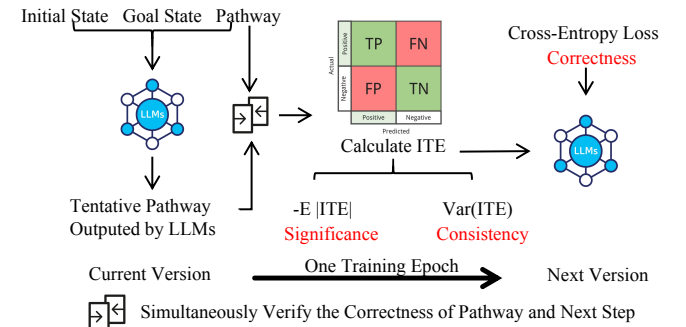 Initial State Goal State Pathway
LLMs
Tentative Pathway
Outputed by LLMs
Actual
Positive
Negative
TP FN
FP TN
Positive Negative
Predicted
Calculate ITE
-E |ITE|
Significance
Var(ITE)
Consistency
Cross-Entropy Loss
Correctness
LLMs
Current Version
One Training Epoch
Next Version
Simultaneously Verify the Correctness of Pathway and Next Step